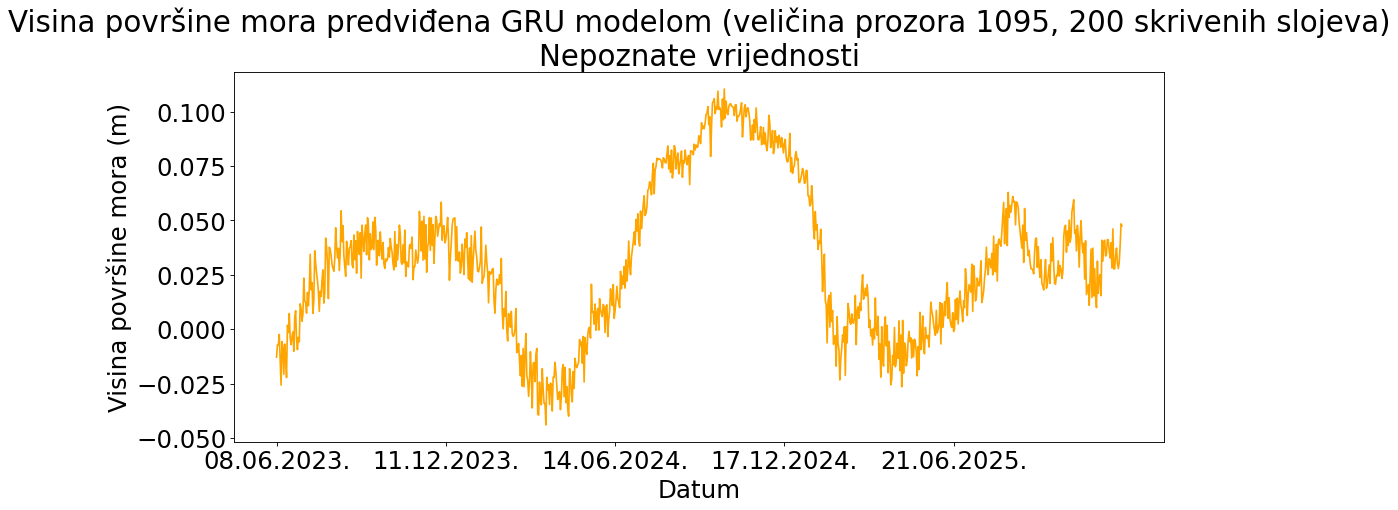 Visina površine mora predviđena GRU modelom (veličina prozora 1095, 200 skrivenih slojeva)
Nepoznate vrijednosti
Visina površine mora (m)
0.100
0.075
0.050
0.025
0.000
−0.025
−0.050
08.06.2023. 11.12.2023. 14.06.2024. 17.12.2024. 21.06.2025.
Datum